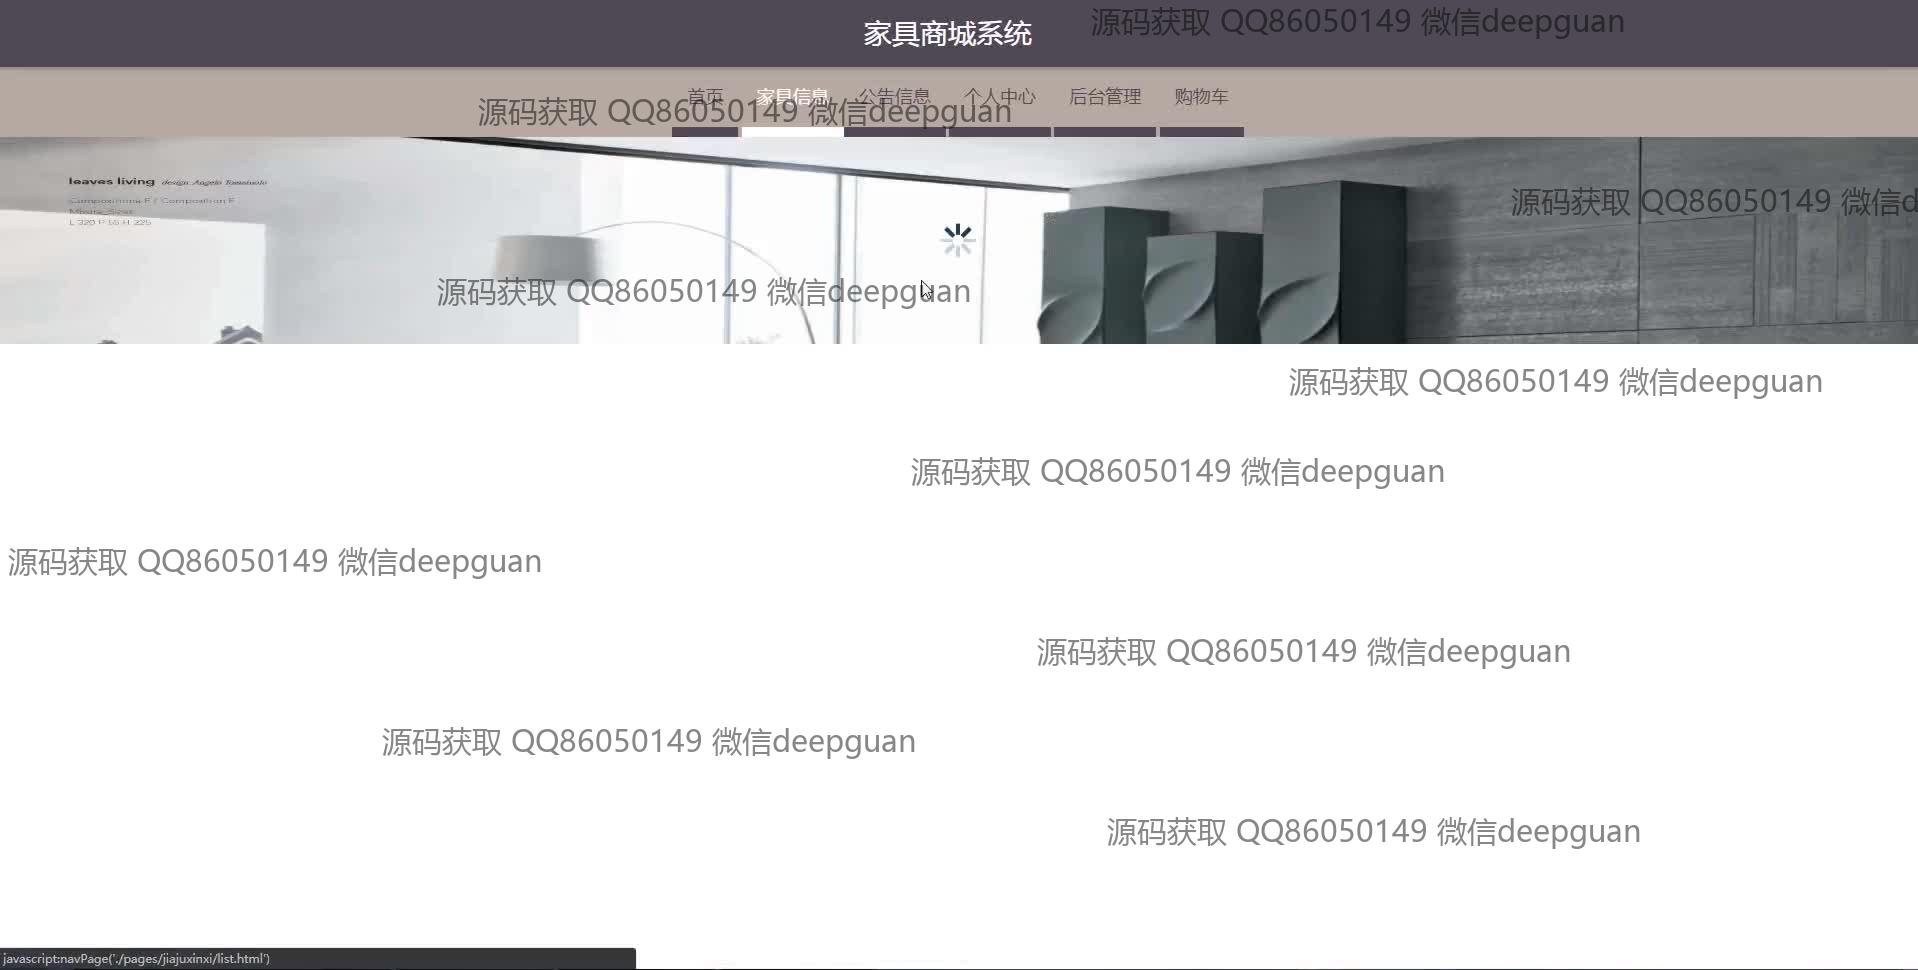 家具商城系统
源码获取 QQ86050149 微信deepguan
首页 家具信息 公告信息 个人中心 后台管理 购物车
源码获取 QQ86050149 微信deepguan
leaves living design Angelo Tomaiuolo
Composizione E / Composition E
Misure_Sizes
L 320 P 55 H 225
源码获取 QQ86050149 微信d
源码获取 QQ86050149 微信deepguan
源码获取 QQ86050149 微信deepguan
源码获取 QQ86050149 微信deepguan
源码获取 QQ86050149 微信deepguan
源码获取 QQ86050149 微信deepguan
源码获取 QQ86050149 微信deepguan
源码获取 QQ86050149 微信deepguan
javascript:navPage('./pages/jiajuxinxi/list.html')